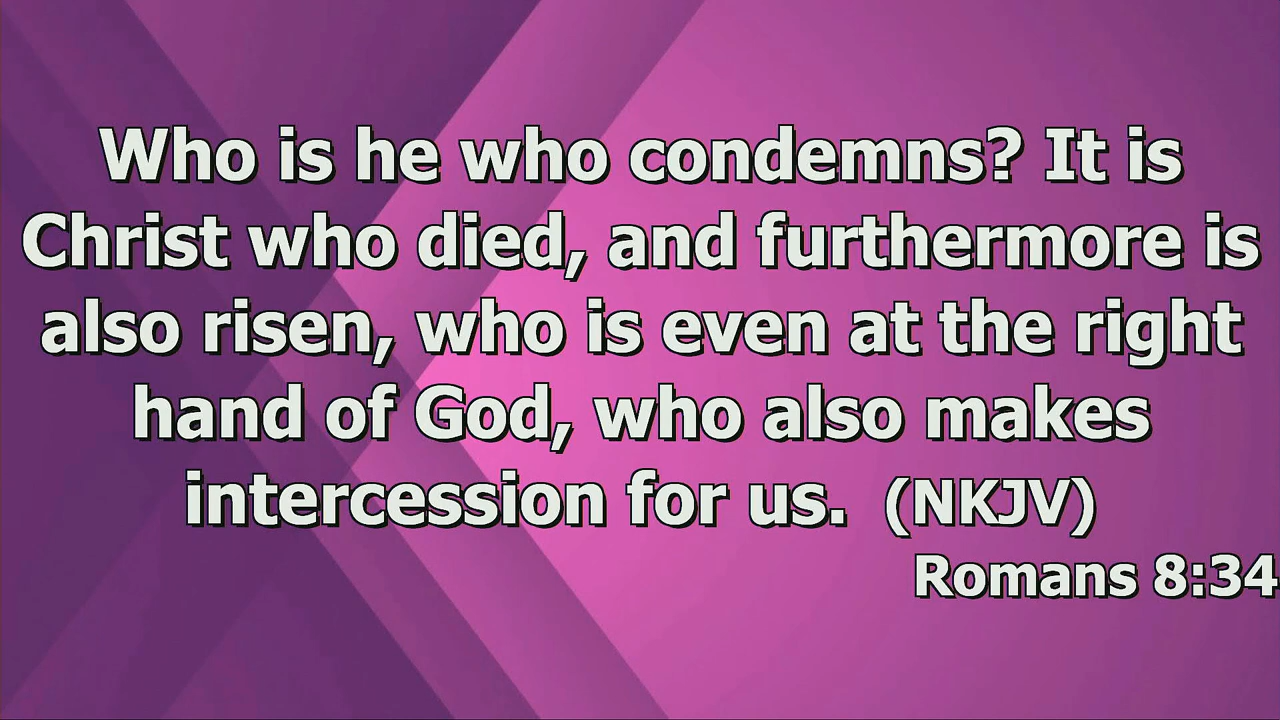 Who is he who condemns? It is
Christ who died, and furthermore is
also risen, who is even at the right
hand of God, who also makes
intercession for us. (NKJV)
Romans 8:34